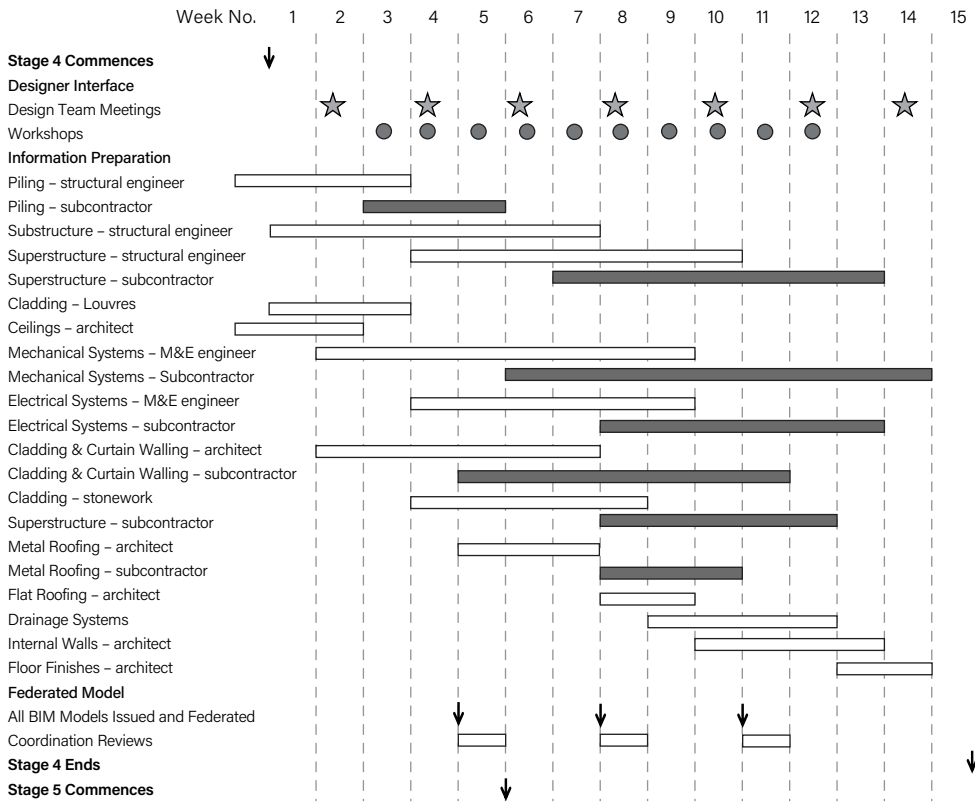 Week No. 1 2 3 4 5 6 7 8 9 10 11 12 13 14 15
Stage 4 Commences
Designer Interface
Design Team Meetings
Workshops
Information Preparation
Piling – structural engineer
Piling – subcontractor
Substructure – structural engineer
Superstructure – structural engineer
Superstructure – subcontractor
Cladding – Louvres
Ceilings – architect
Mechanical Systems – M&E engineer
Mechanical Systems – Subcontractor
Electrical Systems – M&E engineer
Electrical Systems – subcontractor
Cladding & Curtain Walling – architect
Cladding & Curtain Walling – subcontractor
Cladding – stonework
Superstructure – subcontractor
Metal Roofing – architect
Metal Roofing – subcontractor
Flat Roofing – architect
Drainage Systems
Internal Walls – architect
Floor Finishes – architect
Federated Model
All BIM Models Issued and Federated
Coordination Reviews
Stage 4 Ends
Stage 5 Commences